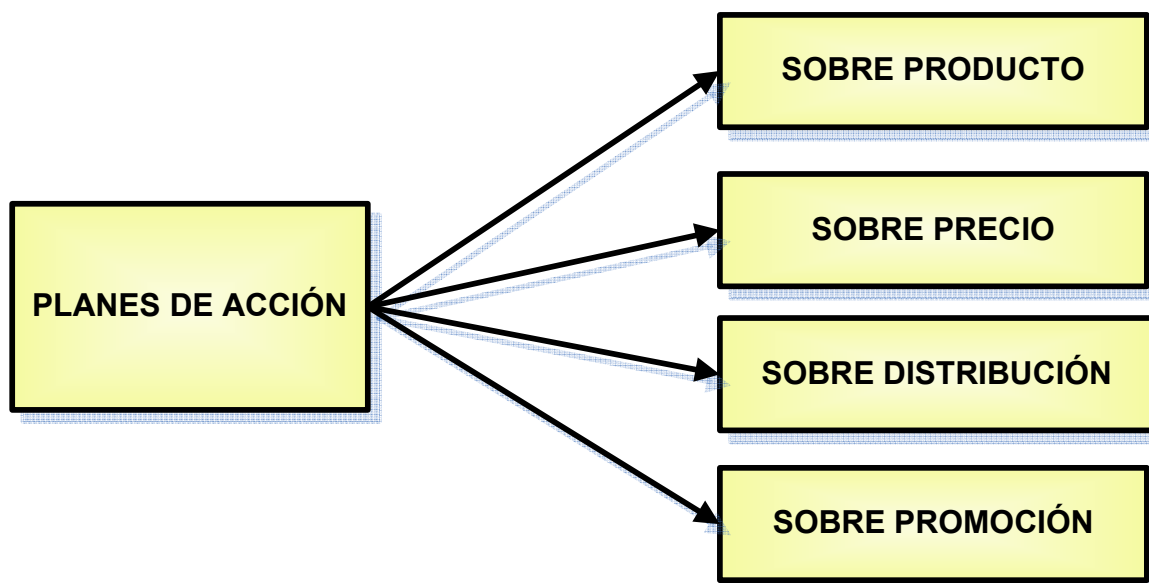 SOBRE PRODUCTO
SOBRE PRECIO
PLANES DE ACCIÓN
SOBRE DISTRIBUCIÓN
SOBRE PROMOCIÓN